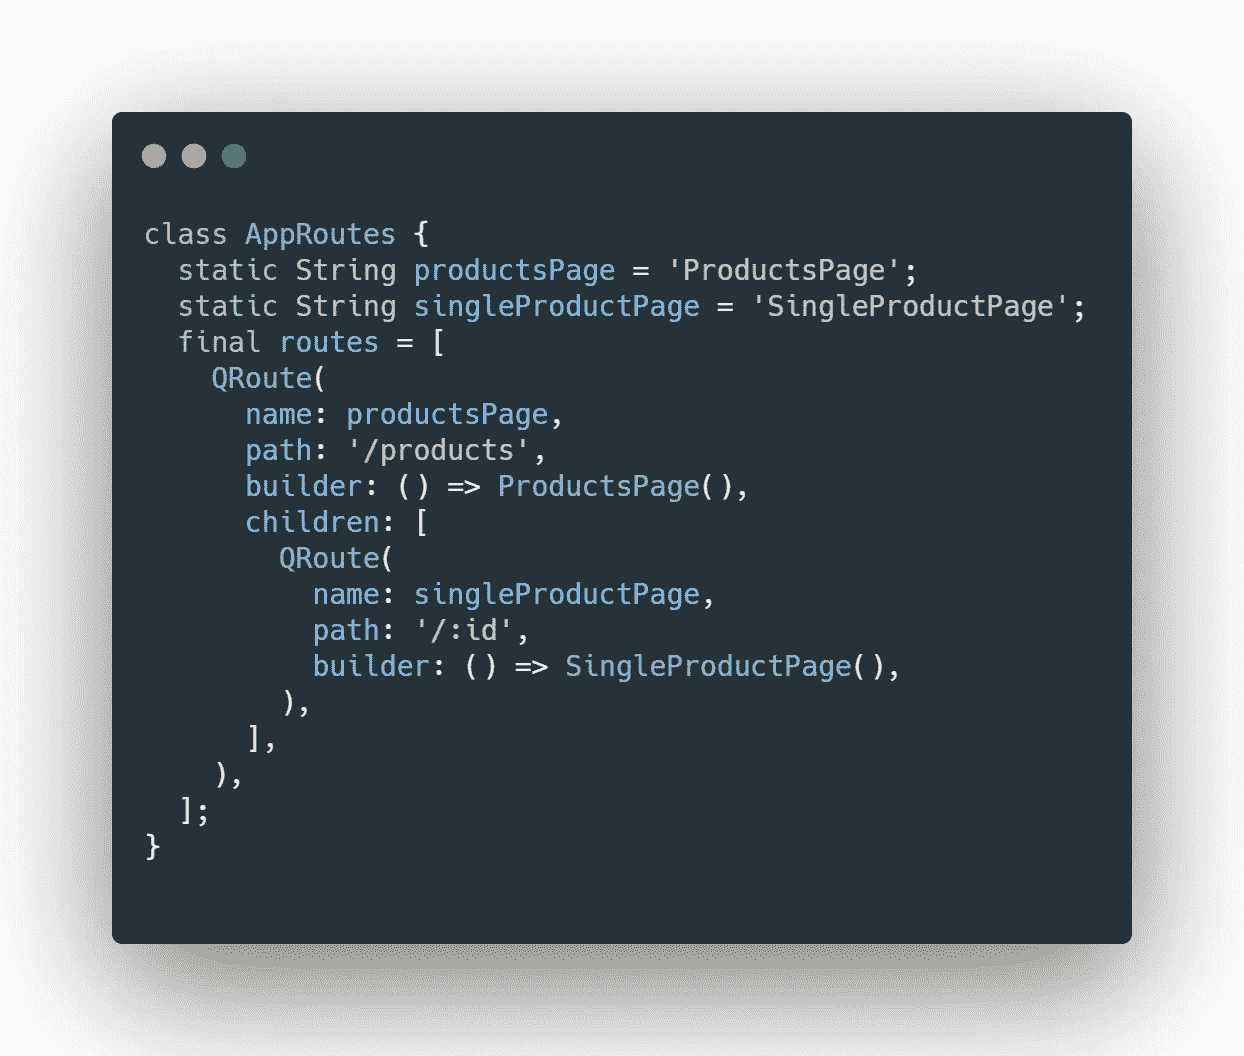 class AppRoutes {
  static String productsPage = 'ProductsPage';
  static String singleProductPage = 'SingleProductPage';
  final routes = [
    QRoute(
      name: productsPage,
      path: '/products',
      builder: () => ProductsPage(),
      children: [
        QRoute(
          name: singleProductPage,
          path: '/:id',
          builder: () => SingleProductPage(),
        ),
      ],
    ),
  ];
}